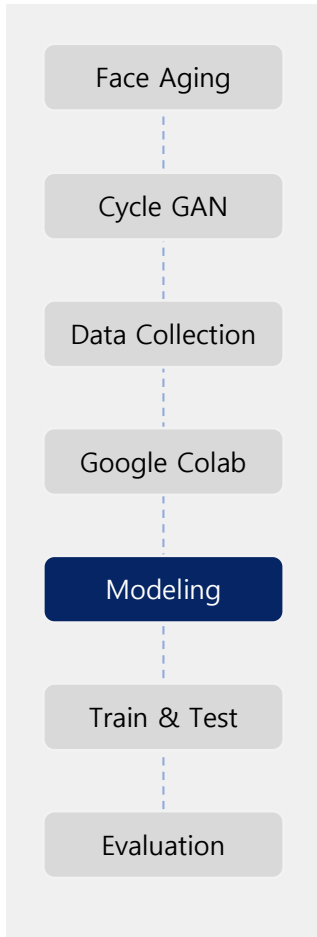 Face Aging
Cycle GAN
Data Collection
Google Colab
Modeling
Train & Test
Evaluation